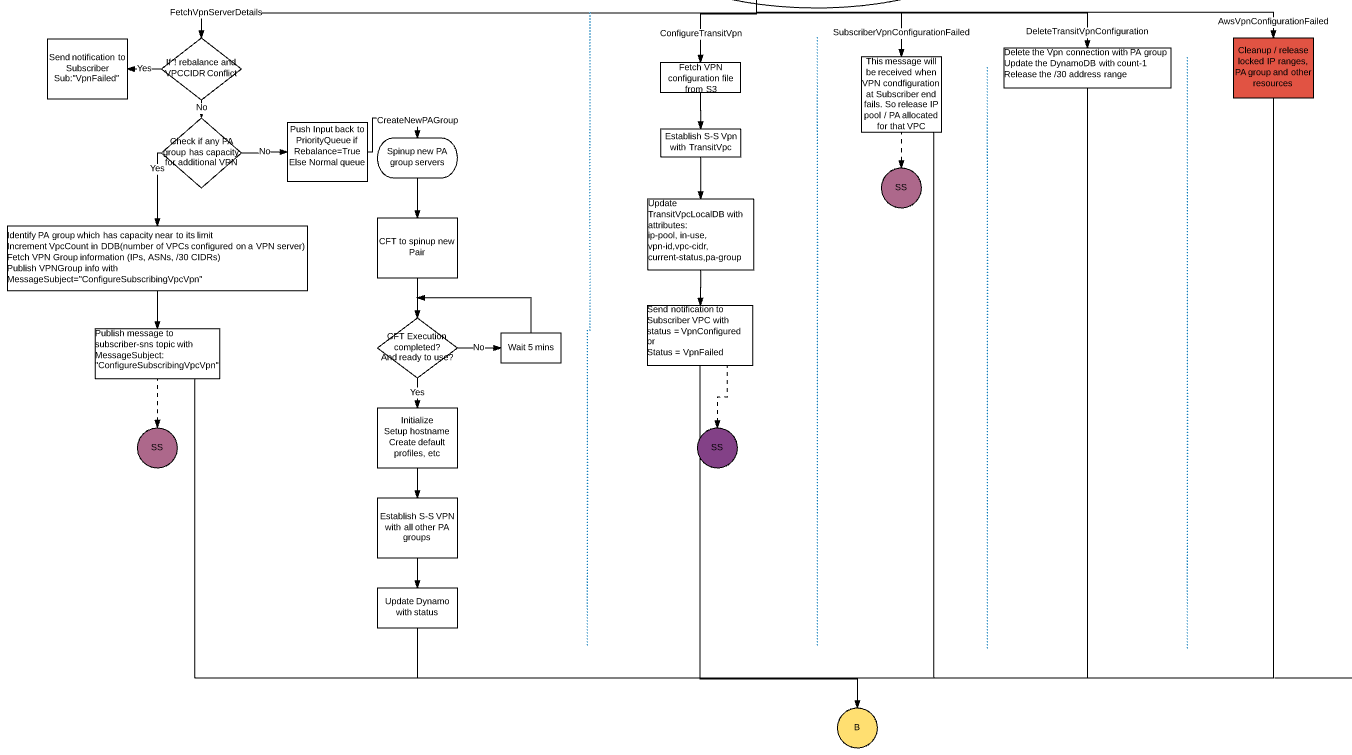 FetchVpnServerDetails
Send notification to
Subscriber
Sub:"VpnFailed"
Yes
If ! rebalance and
VPCCIDR Conflict
No
Check if any PA
group has capacity
for additional VPN
Yes
No
Push Input back to
PriorityQueue if
Rebalance=True
Else Normal queue
CreateNewPAGroup
Spinup new PA
group servers
Identify PA group which has capacity near to its limit
Increment VpcCount in DDB(number of VPCs configured on a VPN server)
Fetch VPN Group information (IPs, ASNs, /30 CIDRs)
Publish VPNGroup info with
MessageSubject="ConfigureSubscribingVpcVpn"
Publish message to
subscriber-sns topic with
MessageSubject:
"ConfigureSubscribingVpcVpn"
SS
CFT to spinup new
Pair
CFT Execution
completed?
And ready to use?
No
Wait 5 mins
Yes
Initialize
Setup hostname
Create default
profiles, etc
Establish S-S VPN
with all other PA
groups
Update Dynamo
with status
ConfigureTransitVpn
Fetch VPN
configuration file
from S3
Establish S-S Vpn
with TransitVpc
Update
TransitVpcLocalDB with
attributes:
ip-pool, in-use,
vpn-id,vpc-cidr,
current-status,pa-group
Send notification to
Subscriber VPC with
status = VpnConfigured
or
Status = VpnFailed
SS
SubscriberVpnConfigurationFailed
This message will
be received when
VPN condfiguration
at Subscriber end
fails. So release IP
pool / PA allocated
for that VPC
SS
DeleteTransitVpnConfiguration
Delete the Vpn connection with PA group
Update the DynamoDB with count-1
Release the /30 address range
AwsVpnConfigurationFailed
Cleanup / release
locked IP ranges,
PA group and other
resources
B